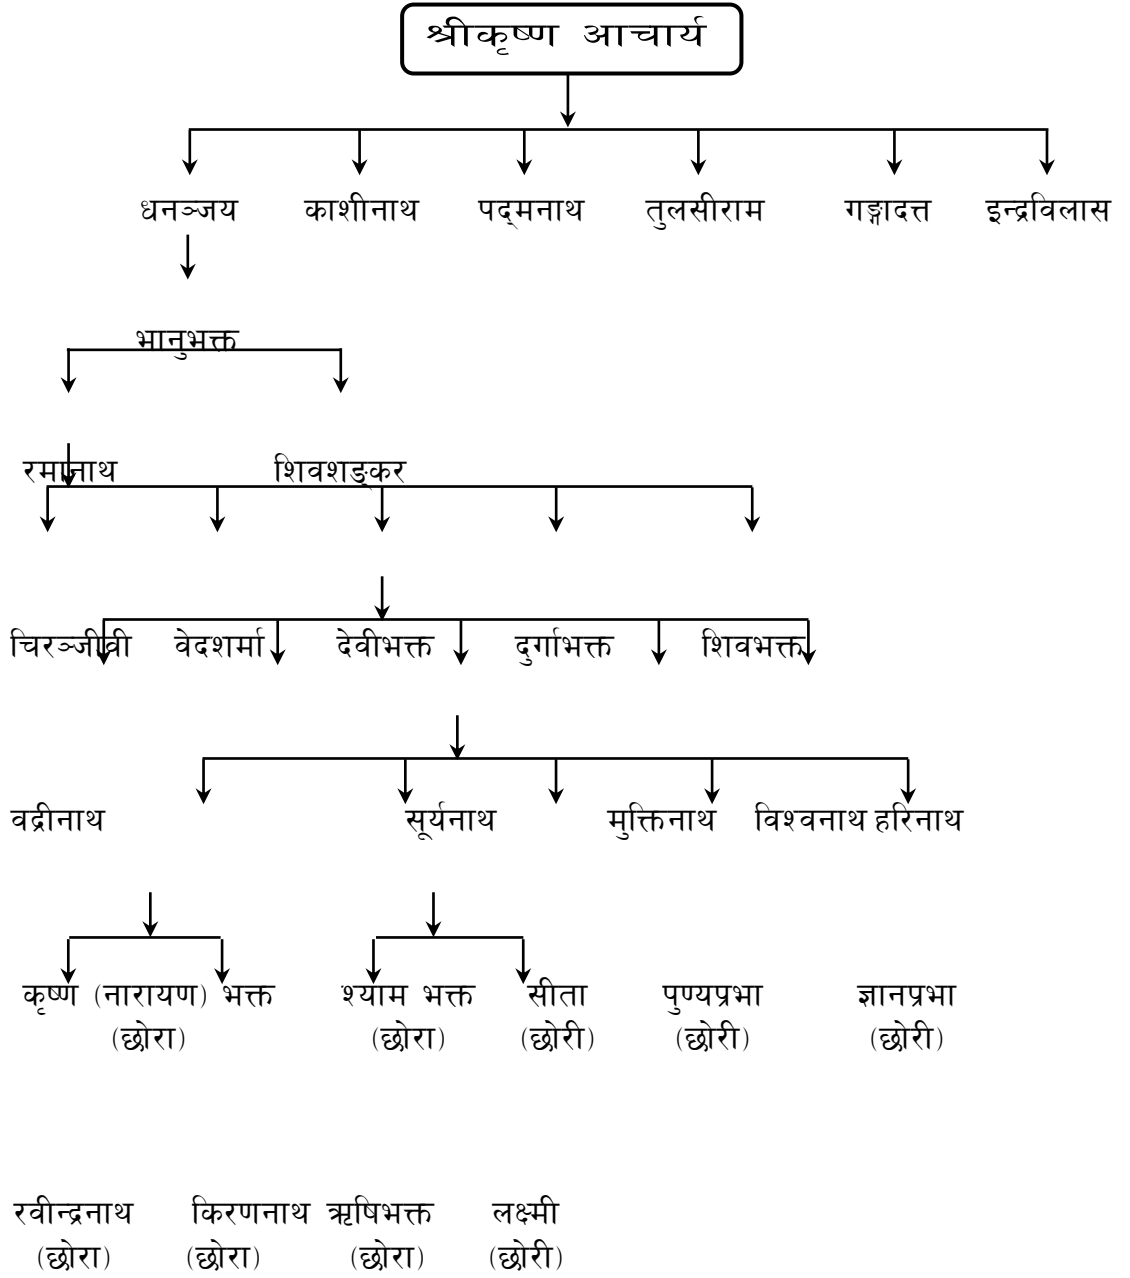 श्रीकृष्ण आचार्य
धनञ्जय काशीनाथ पद्मनाथ तुलसीराम गङ्गादत्त इन्द्रविलास
भानुभक्त
रमानाथ शिवशङ्कर
चिरञ्जीवी वेदशर्मा देवीभक्त दुर्गाभक्त शिवभक्त
वद्रीनाथ सूर्यनाथ मुक्तिनाथ विश्वनाथ हरिनाथ
कृष्ण (नारायण) भक्त श्याम भक्त सीता पुण्यप्रभा ज्ञानप्रभा
(छोरा) (छोरा) (छोरी) (छोरी) (छोरी)
रवीन्द्रनाथ किरणनाथ ऋषिभक्त लक्ष्मी
(छोरा) (छोरा) (छोरा) (छोरी)